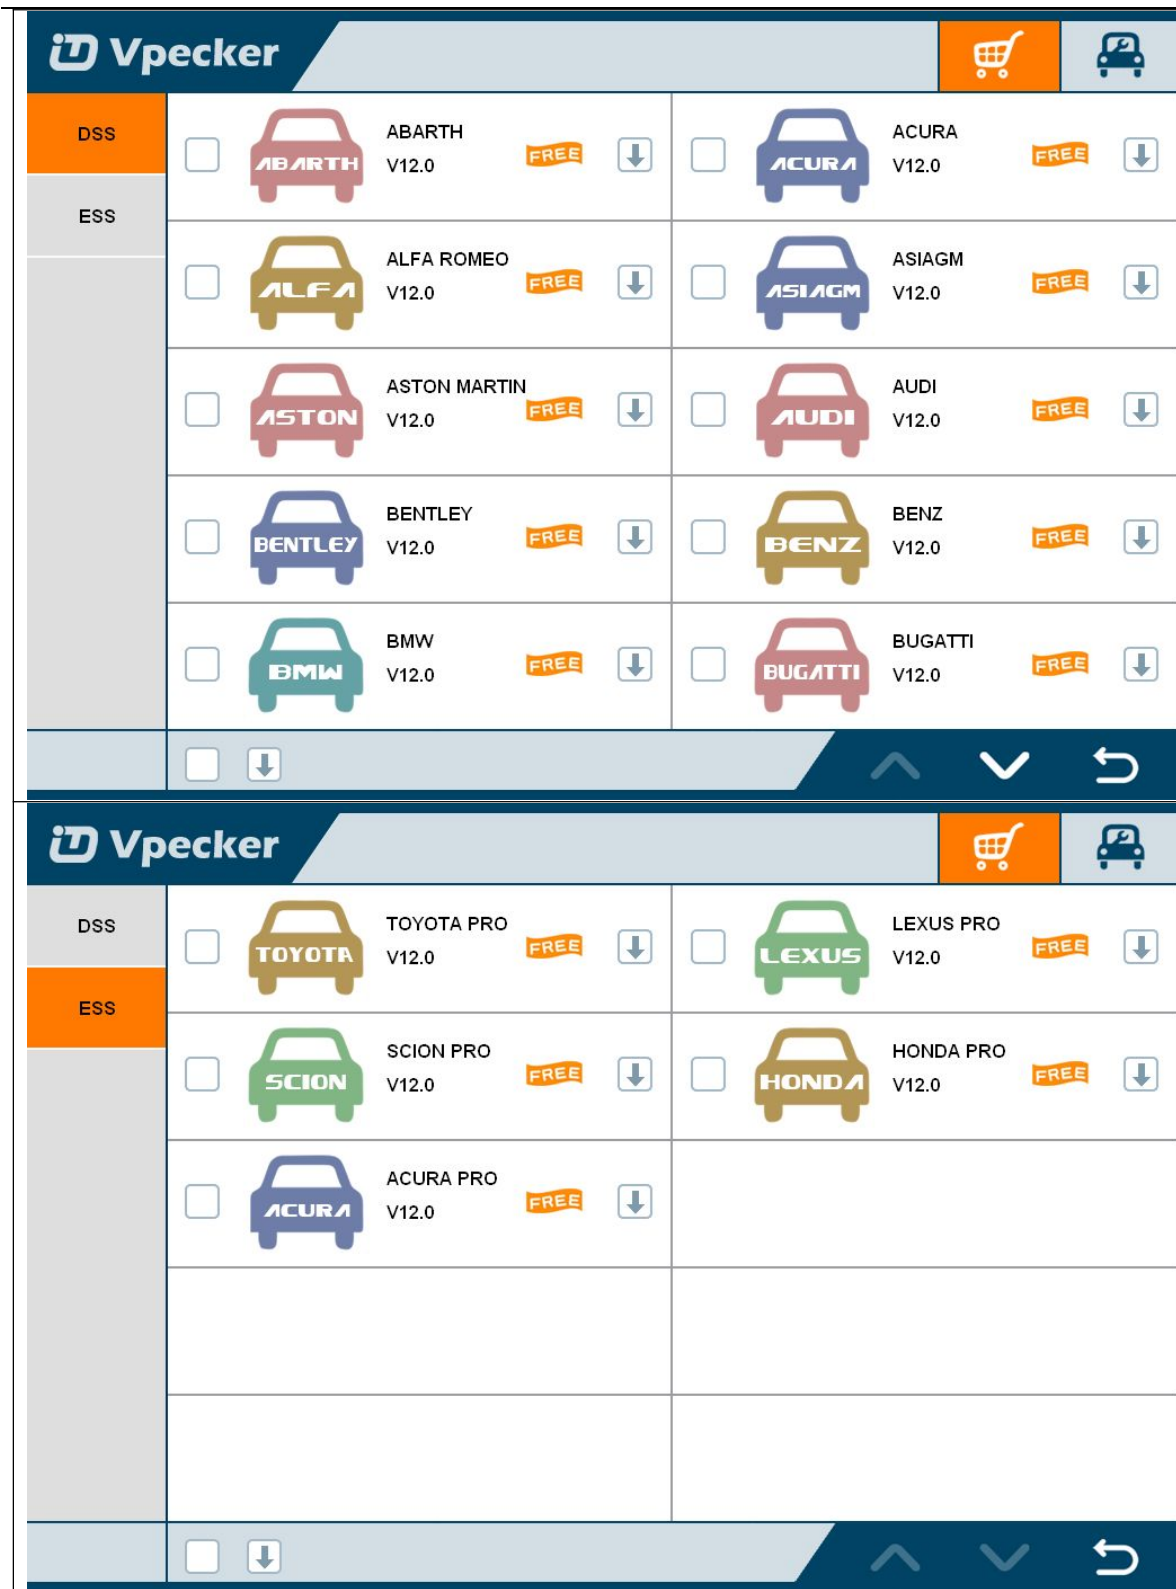 Vpecker
DSS
ESS
ABARTH
ABARTH
V12.0
FREE
ACURA
ACURA
V12.0
FREE
ALFA
ALFA ROMEO
V12.0
FREE
ASIAGM
ASIAGM
V12.0
FREE
ASTON
ASTON MARTIN
V12.0
FREE
AUDI
AUDI
V12.0
FREE
BENTLEY
BENTLEY
V12.0
FREE
BENZ
BENZ
V12.0
FREE
BMW
BMW
V12.0
FREE
BUGATTI
BUGATTI
V12.0
FREE
Vpecker
DSS
ESS
TOYOTA
TOYOTA PRO
V12.0
FREE
LEXUS
LEXUS PRO
V12.0
FREE
SCION
SCION PRO
V12.0
FREE
HONDA
HONDA PRO
V12.0
FREE
ACURA
ACURA PRO
V12.0
FREE